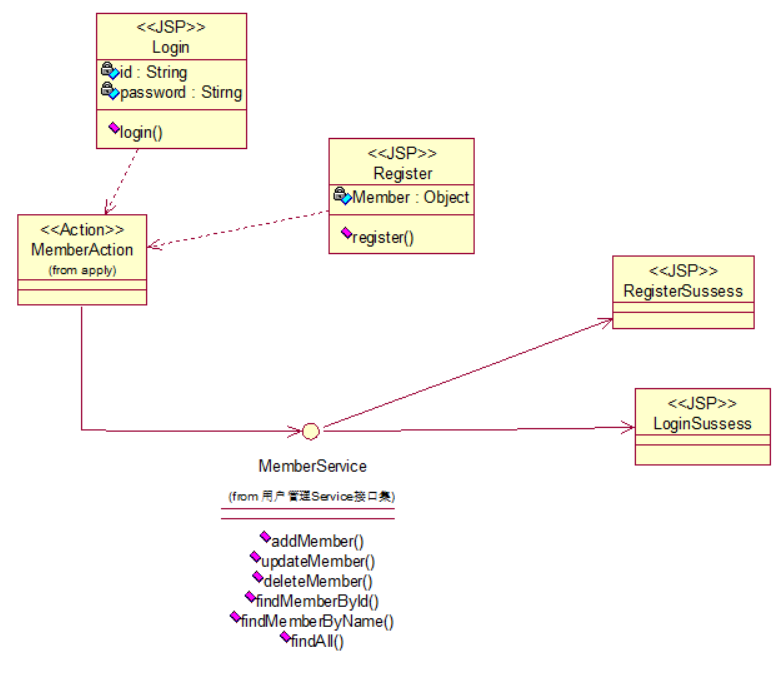 <<JSP>>
Login
id : String
password : Stirng
login()
<<JSP>>
Register
Member : Object
register()
<<Action>>
MemberAction
(from apply)
<<JSP>>
RegisterSussess
<<JSP>>
LoginSussess
MemberService
(from 用户管理Service接口集)
addMember()
updateMember()
deleteMember()
findMemberById()
findMemberByName()
findAll()